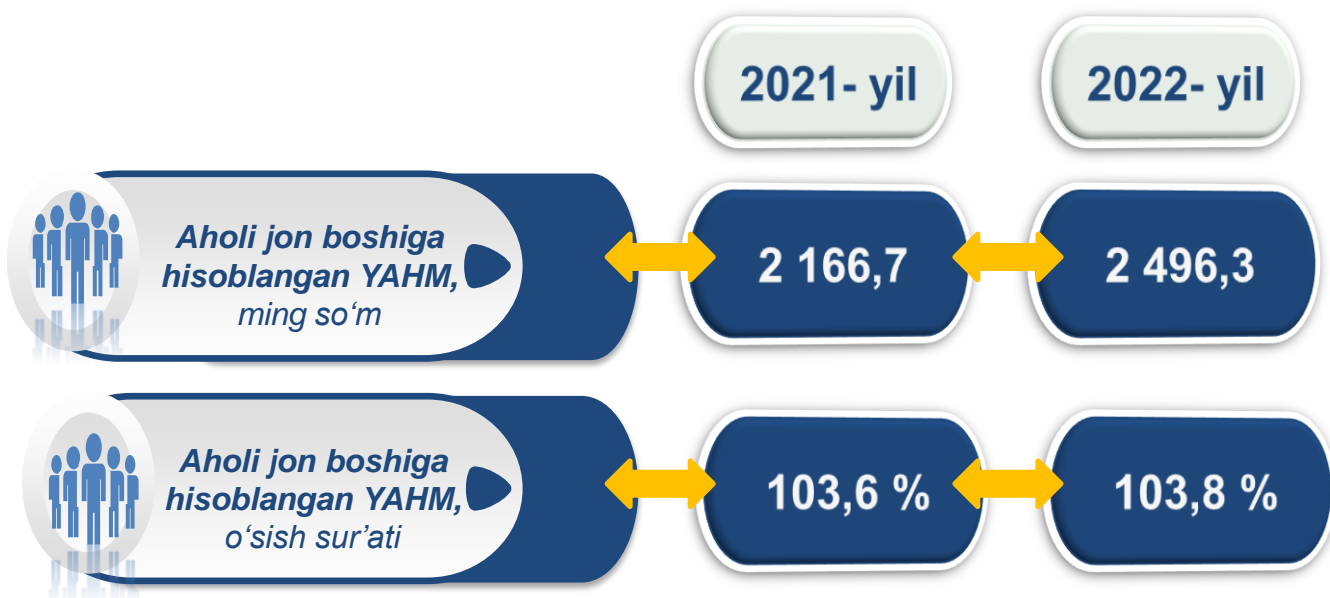 2021- yil
2022- yil
Aholi jon boshiga
hisoblangan YAHM,
ming so‘m
2 166,7
2 496,3
Aholi jon boshiga
hisoblangan YAHM,
o‘sish sur’ati
103,6 %
103,8 %